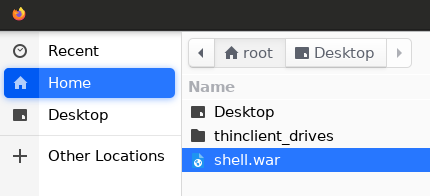 Recent
Home
Desktop
Other Locations
root Desktop
Name
Desktop
thinclient_drives
shell.war